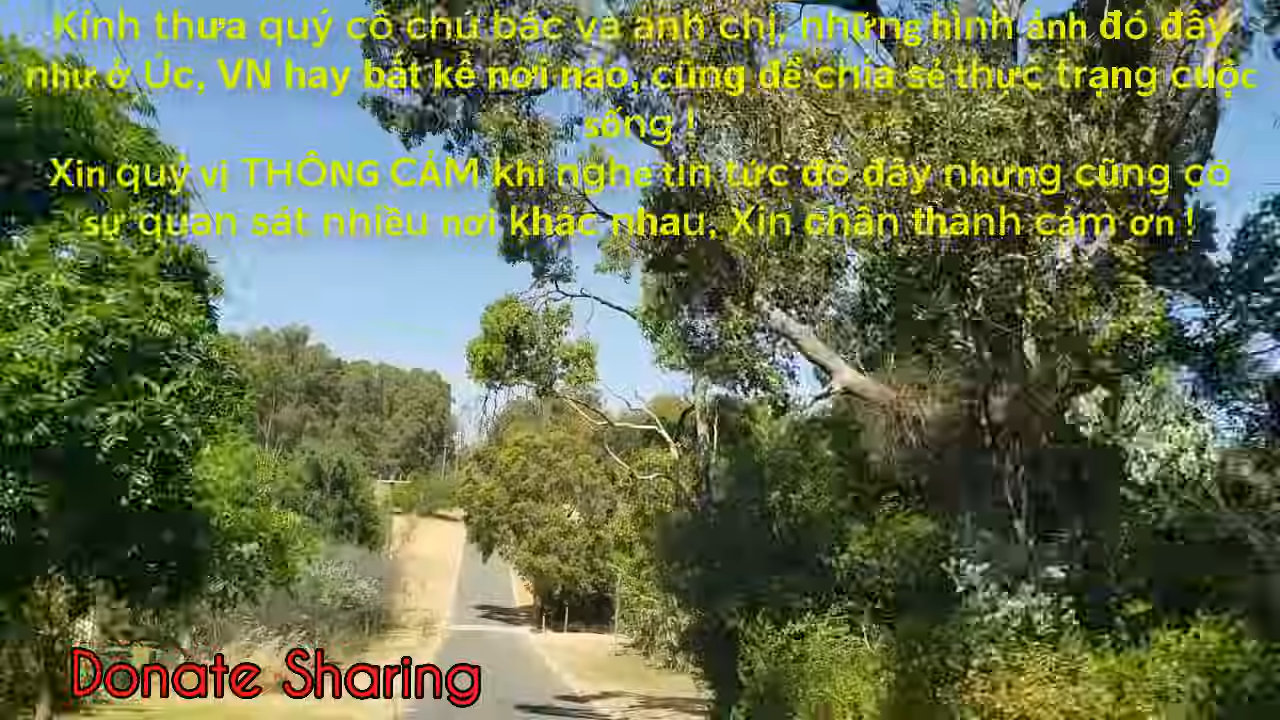 Kính thưa quý cô chú bác và anh chị, những hình ảnh đó đây
như ở Úc, VN hay bất kể nơi nào, cũng để chia sẻ thực trạng cuộc
sống !
Xin quý vị THÔNG CẢM khi nghe tin tức đó đây nhưng cũng có
sự quan sát nhiều nơi khác nhau, Xin chân thành cảm ơn !
Donate Sharing